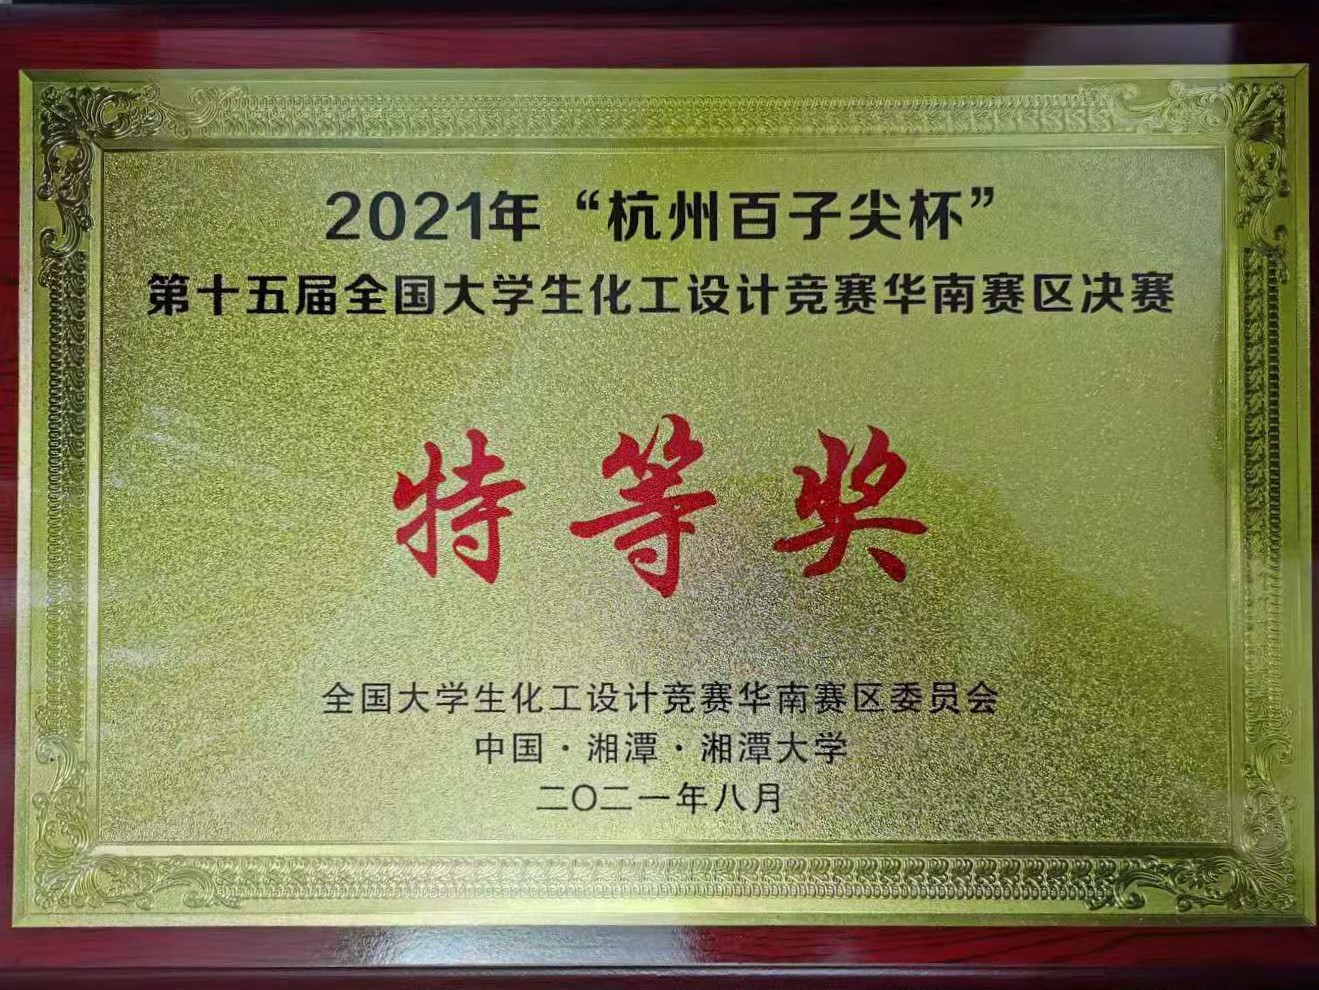 2021年“杭州百子尖杯”
第十五届全国大学生化工设计竞赛华南赛区决赛
特等奖
全国大学生化工设计竞赛华南赛区委员会
中国·湘潭·湘潭大学
二〇二一年八月